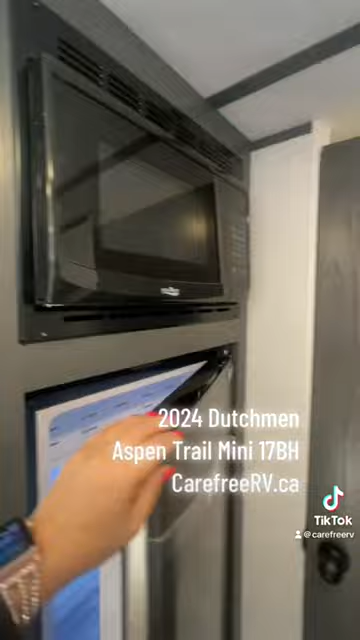 2024 Dutchmen
Aspen Trail Mini 17BH
CarefreeRV.ca
TikTok
@carefreerv